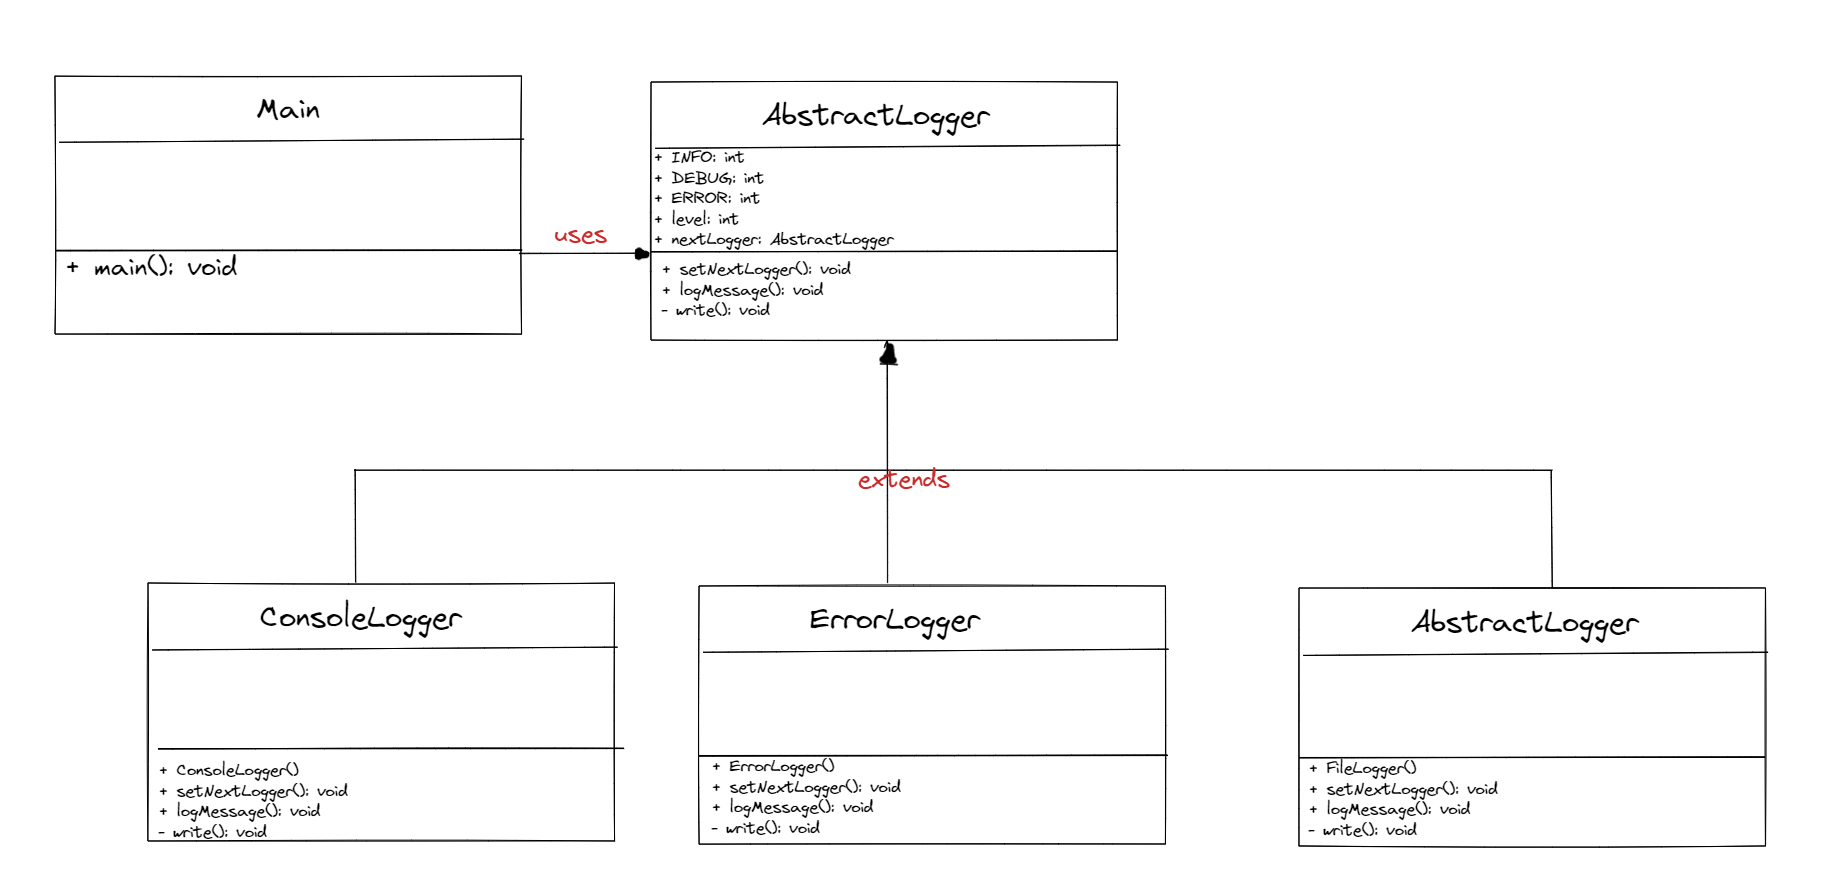 Main
+ main(): void
uses
AbstractLogger
+ INFO: int
+ DEBUG: int
+ ERROR: int
+ level: int
+ nextLogger: AbstractLogger
+ setNextLogger(): void
+ logMessage(): void
- write(): void
extends
ConsoleLogger
+ ConsoleLogger()
+ setNextLogger(): void
+ logMessage(): void
- write(): void
ErrorLogger
+ ErrorLogger()
+ setNextLogger(): void
+ logMessage(): void
- write(): void
AbstractLogger
+ FileLogger()
+ setNextLogger(): void
+ logMessage(): void
- write(): void